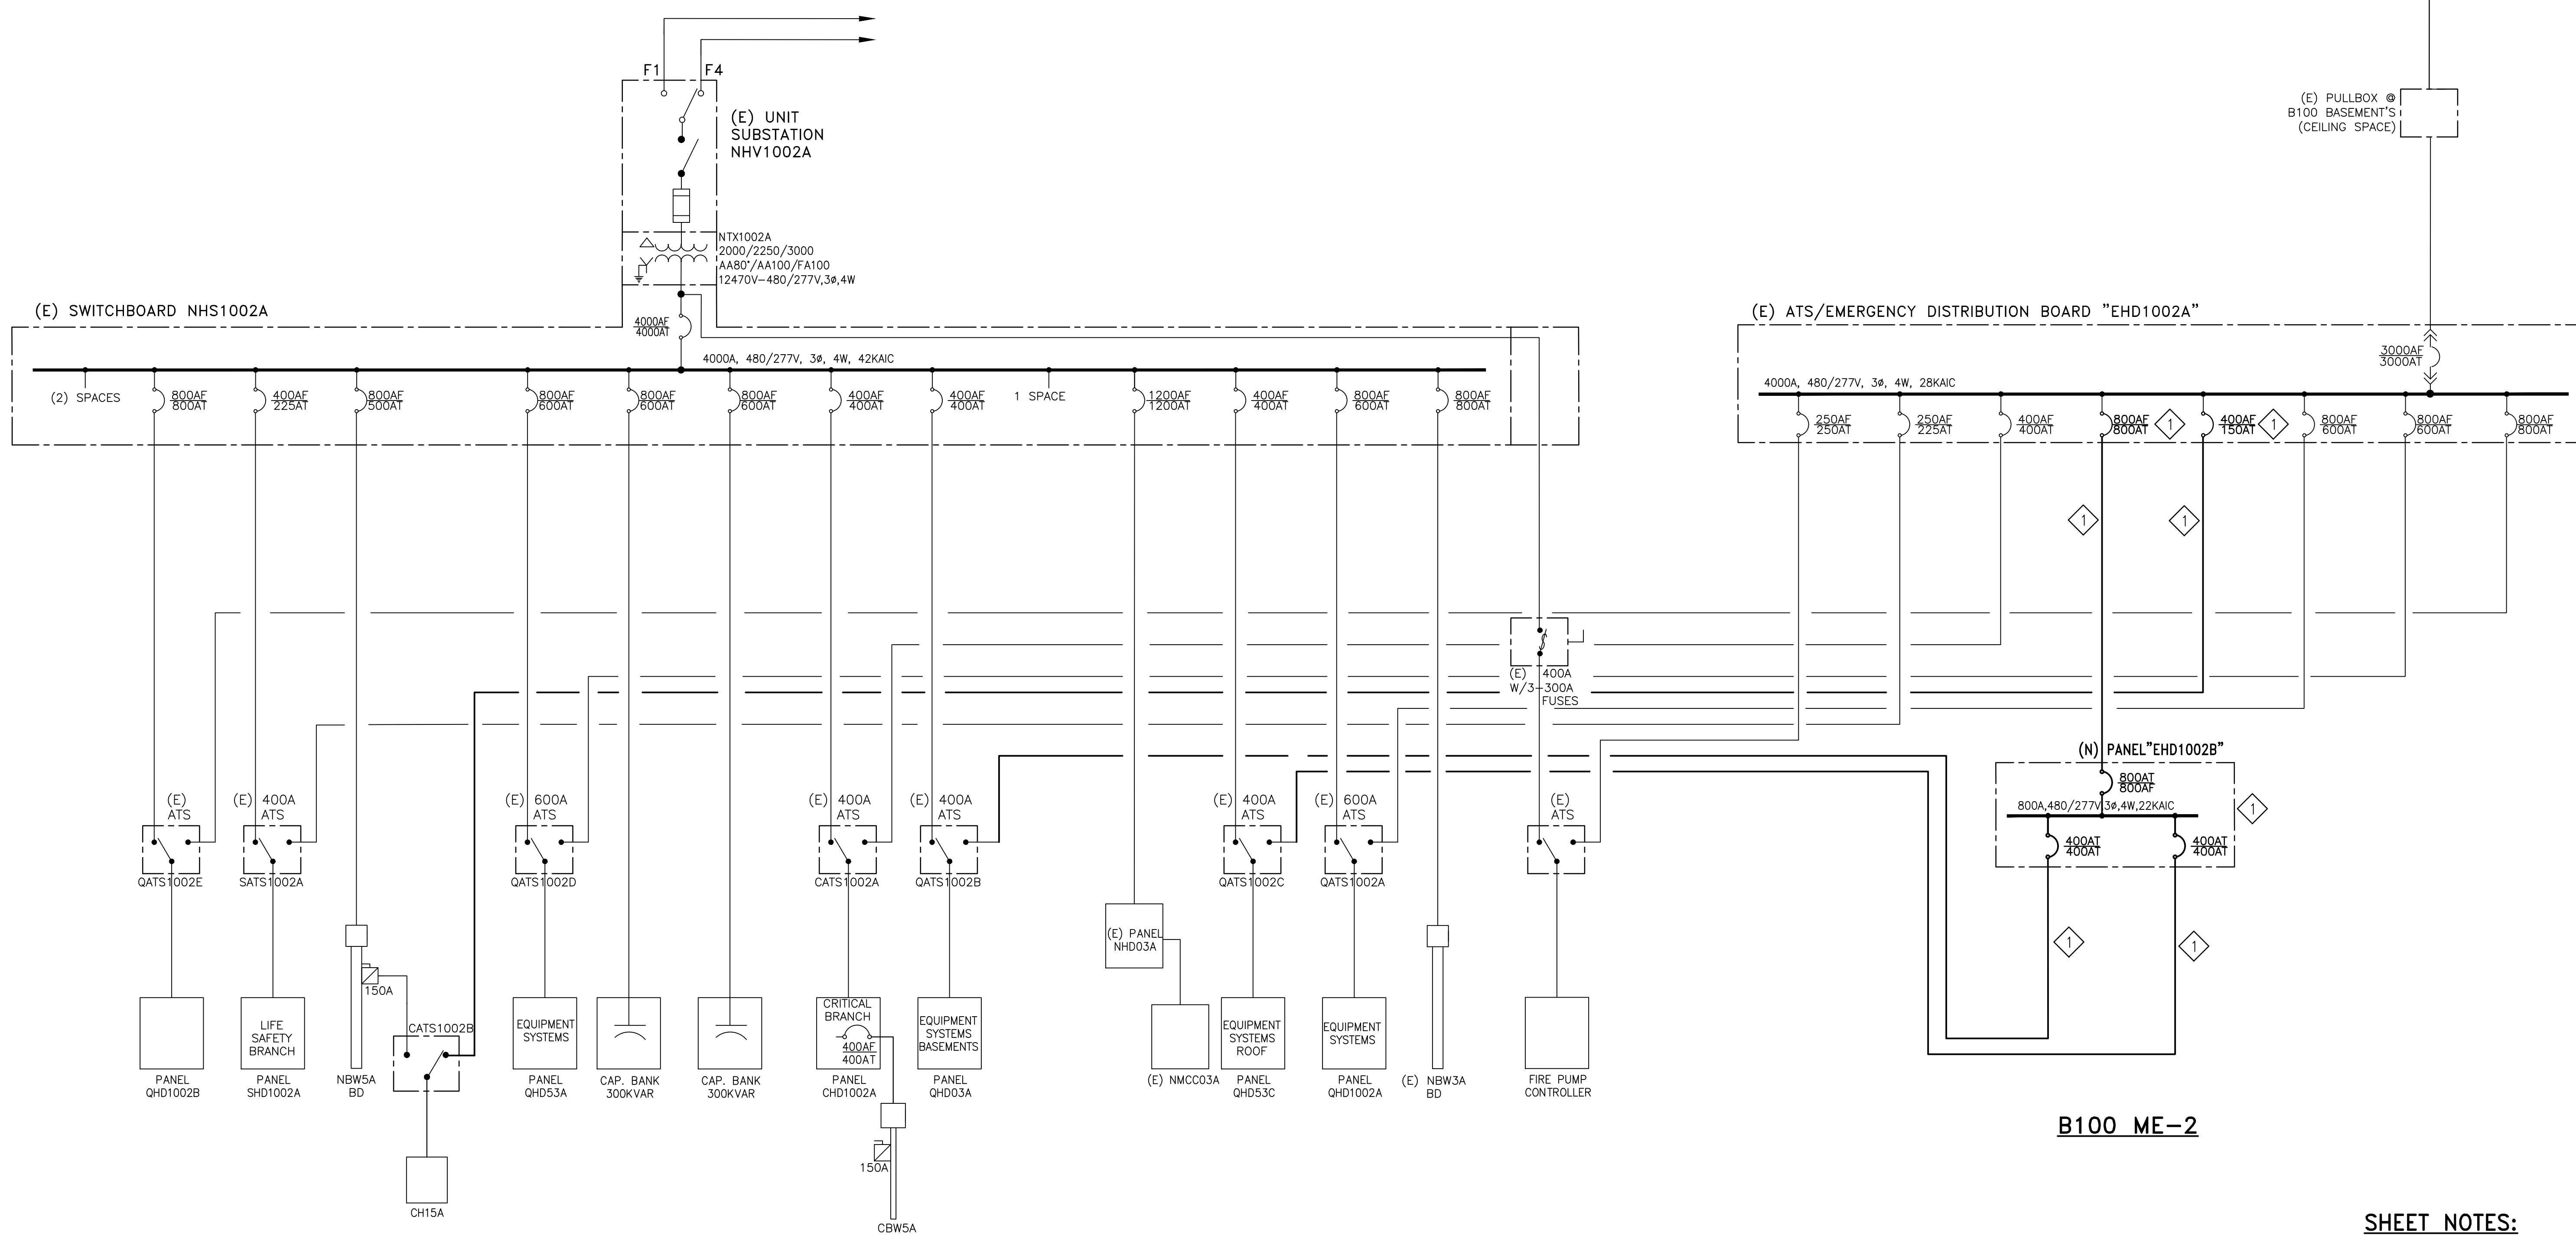 F1
F4
(E) UNIT
SUBSTATION
NHV1002A
(E) PULLBOX @
B100 BASEMENT'S
(CEILING SPACE)
NTX1002A
2000/2250/3000
AA80°/AA100/FA100
12470V-480/277V,3ø,4W
(E) SWITCHBOARD NHS1002A
4000AF
4000AT
4000A, 480/277V, 3ø, 4W, 42KAIC
(2) SPACES
800AF
800AT
400AF
225AT
800AF
500AT
800AF
600AT
800AF
600AT
800AF
600AT
400AF
400AT
400AF
400AT
1 SPACE
1200AF
1200AT
400AF
400AT
800AF
600AT
800AF
800AT
(E) ATS/EMERGENCY DISTRIBUTION BOARD "EHD1002A"
3000AF
3000AT
4000A, 480/277V, 3ø, 4W, 28KAIC
250AF
250AT
250AF
225AT
400AF
400AT
800AF
800AT
1
400AF
150AT
1
800AF
600AT
800AF
600AT
800AF
800AT
1
1
(E) 400A
W/3-300A
FUSES
(N) PANEL"EHD1002B"
800AT
800AF
800A,480/277V,3ø,4W,22KAIC
1
400AT
400AT
400AT
400AT
1
1
(E)
ATS
QATS1002E
(E) 400A
ATS
SATS1002A
(E) 600A
ATS
QATS1002D
(E) 400A
ATS
CATS1002A
(E) 400A
ATS
QATS1002B
(E) 400A
ATS
QATS1002C
(E) 600A
ATS
QATS1002A
(E)
ATS
(E) PANEL
NHD03A
150A
CATS1002B
LIFE
SAFETY
BRANCH
EQUIPMENT
SYSTEMS
CRITICAL
BRANCH
400AF
400AT
EQUIPMENT
SYSTEMS
BASEMENTS
EQUIPMENT
SYSTEMS
ROOF
EQUIPMENT
SYSTEMS
PANEL
QHD1002B
PANEL
SHD1002A
NBW5A
BD
PANEL
QHD53A
CAP. BANK
300KVAR
CAP. BANK
300KVAR
PANEL
CHD1002A
PANEL
QHD03A
(E) NMCC03A
PANEL
QHD53C
PANEL
QHD1002A
(E) NBW3A
BD
FIRE PUMP
CONTROLLER
150A
CH15A
CBW5A
B100 ME-2
SHEET NOTES: